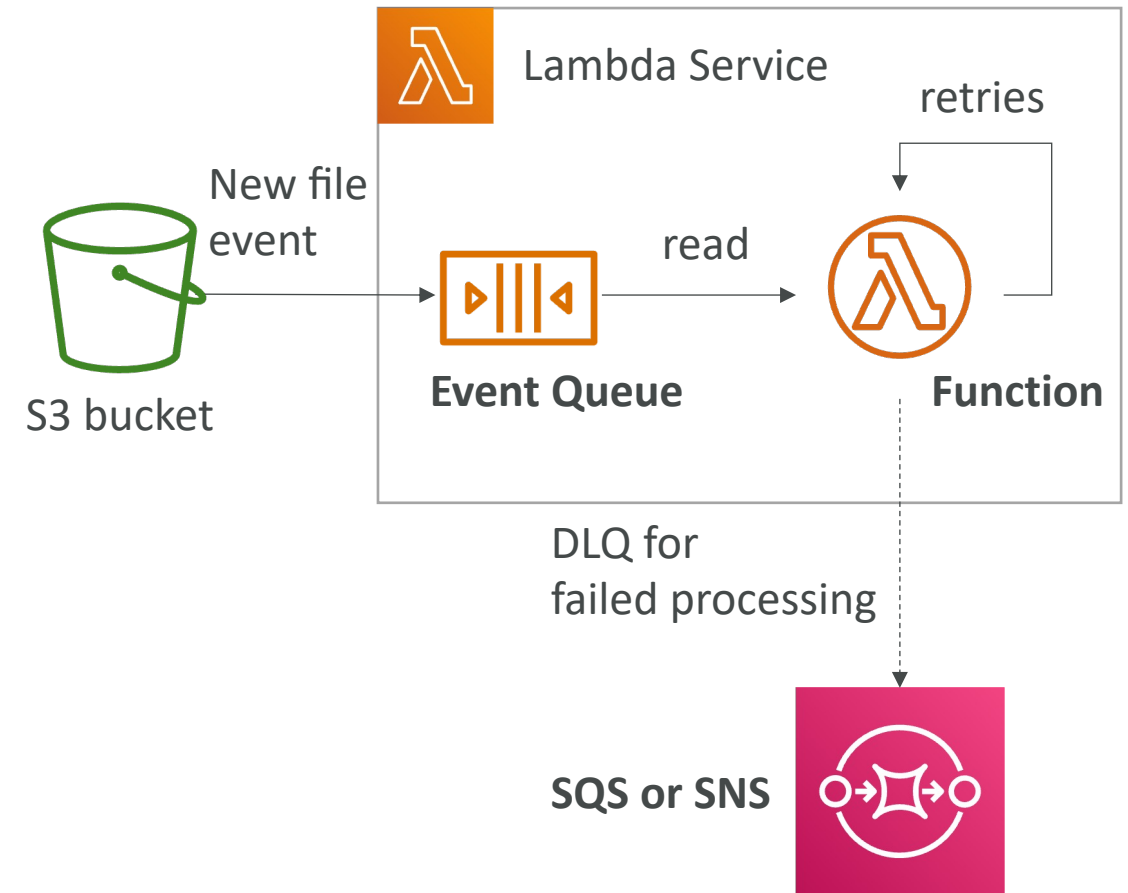 Lambda Service
retries
New file
event
read
S3 bucket
Event Queue
Function
DLQ for
failed processing
SQS or SNS